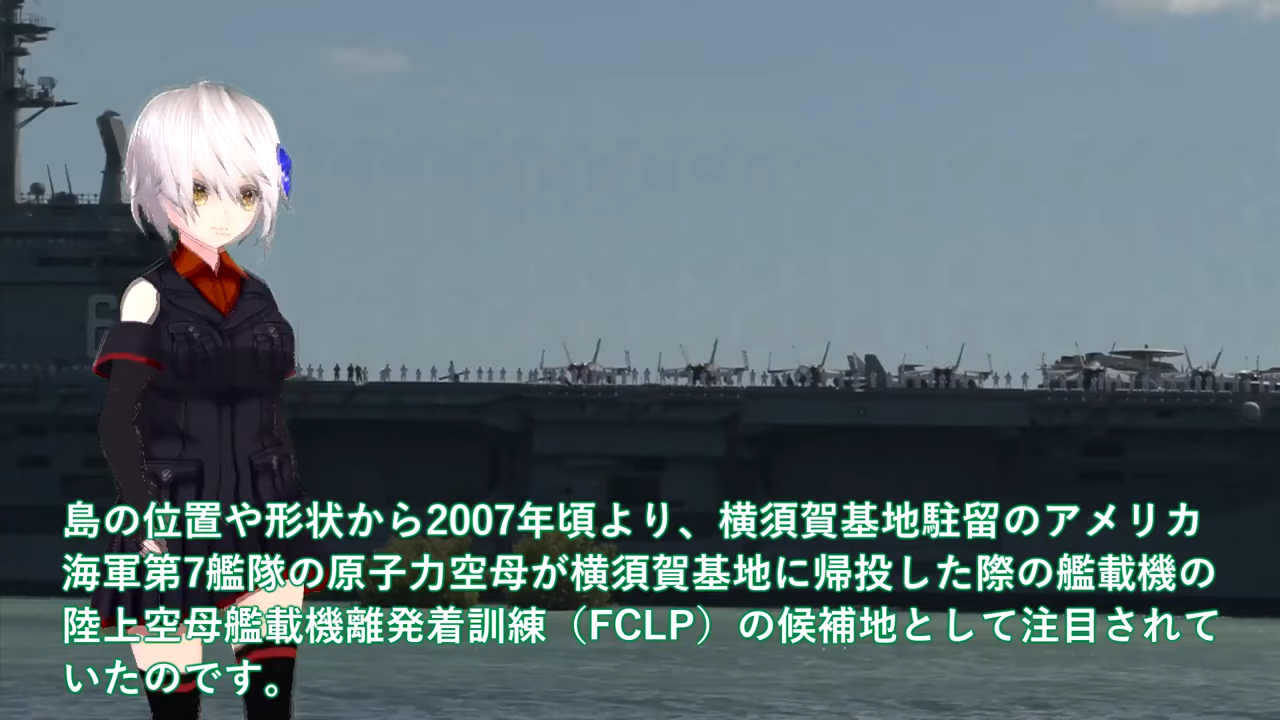 島の位置や形状から2007年頃より、横須賀基地駐留のアメリカ
海軍第7艦隊の原子力空母が横須賀基地に帰投した際の艦載機の
陸上空母艦載機離発着訓練（FCLP）の候補地として注目されて
いたのです。